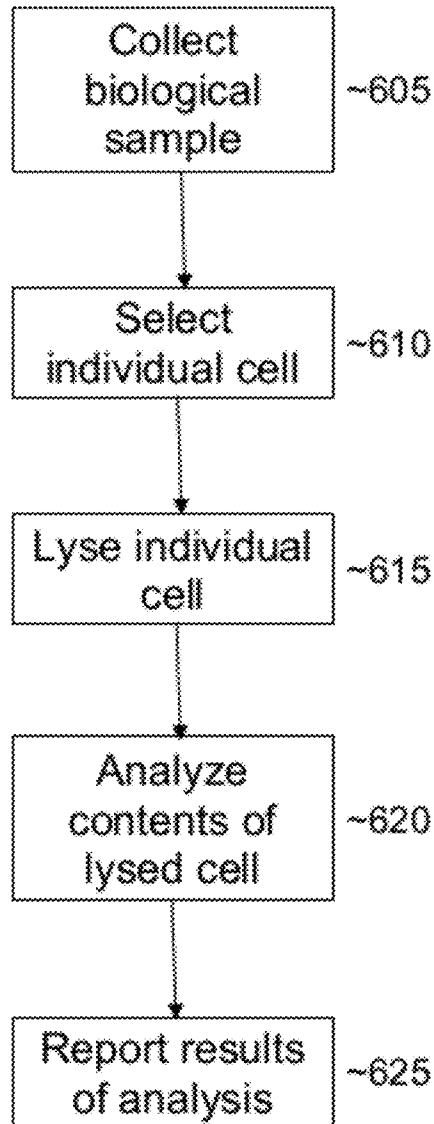 Collect
biological
sample
~605
Select
individual cell
~610
Lyse individual
cell
~615
Analyze
contents of
lysed cell
~620
Report results
of analysis
~625